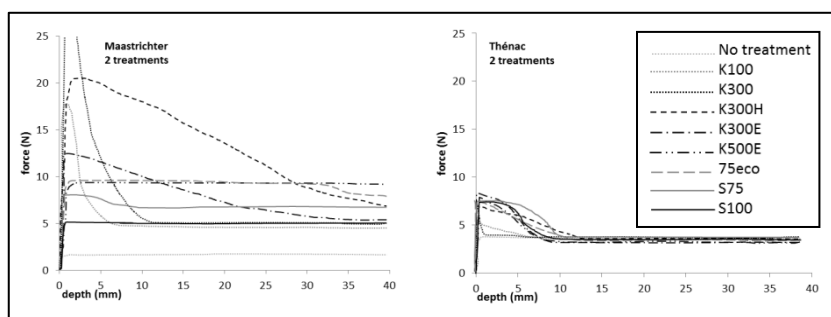 Maastrichter
2 treatments
25
20
15
10
5
0
force (N)
0 5 10 15 20 25 30 35 40
depth (mm)
Thénac
2 treatments
25
20
15
10
5
0
force (N)
0 5 10 15 20 25 30 35 40
depth (mm)
No treatment
K100
K300
K300H
K300E
K500E
75eco
S75
S100